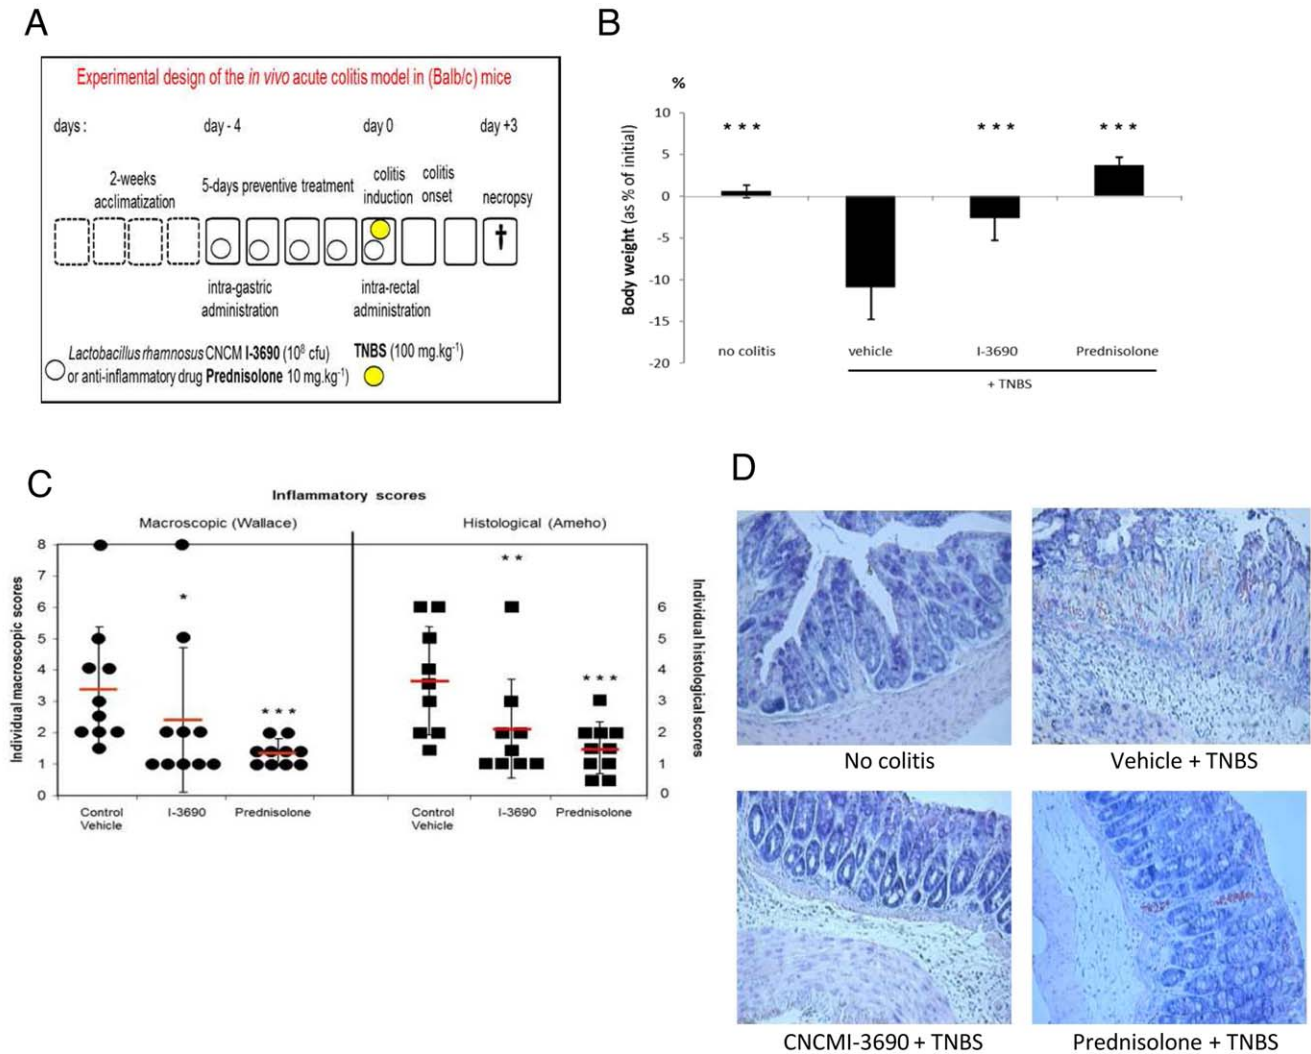 A
Experimental design of the in vivo acute colitis model in (Balb/c) mice
days :
day - 4
day 0
day +3
2-weeks
acclimatization
5-days preventive treatment
colitis
induction
colitis
onset
necropsy
intra-gastric
administration
intra-rectal
administration
Lactobacillus rhamnosus CNCM I-3690 (10⁸ cfu)
or anti-inflammatory drug Prednisolone 10 mg.kg⁻¹)
TNBS (100 mg.kg⁻¹)
B
%
Body weight (as % of initial)
10
5
0
-5
-10
-15
-20
* * *
* * *
* * *
no colitis
vehicle
I-3690
Prednisolone
+ TNBS
C
Inflammatory scores
Macroscopic (Wallace)
Histological (Ameho)
Individual macroscopic scores
8
7
6
5
4
3
2
1
0
*
* * *
* *
* * *
6
5
4
3
2
1
0
Individual histological scores
Control
Vehicle
I-3690
Prednisolone
Control
Vehicle
I-3690
Prednisolone
D
No colitis
Vehicle + TNBS
CNCMI-3690 + TNBS
Prednisolone + TNBS